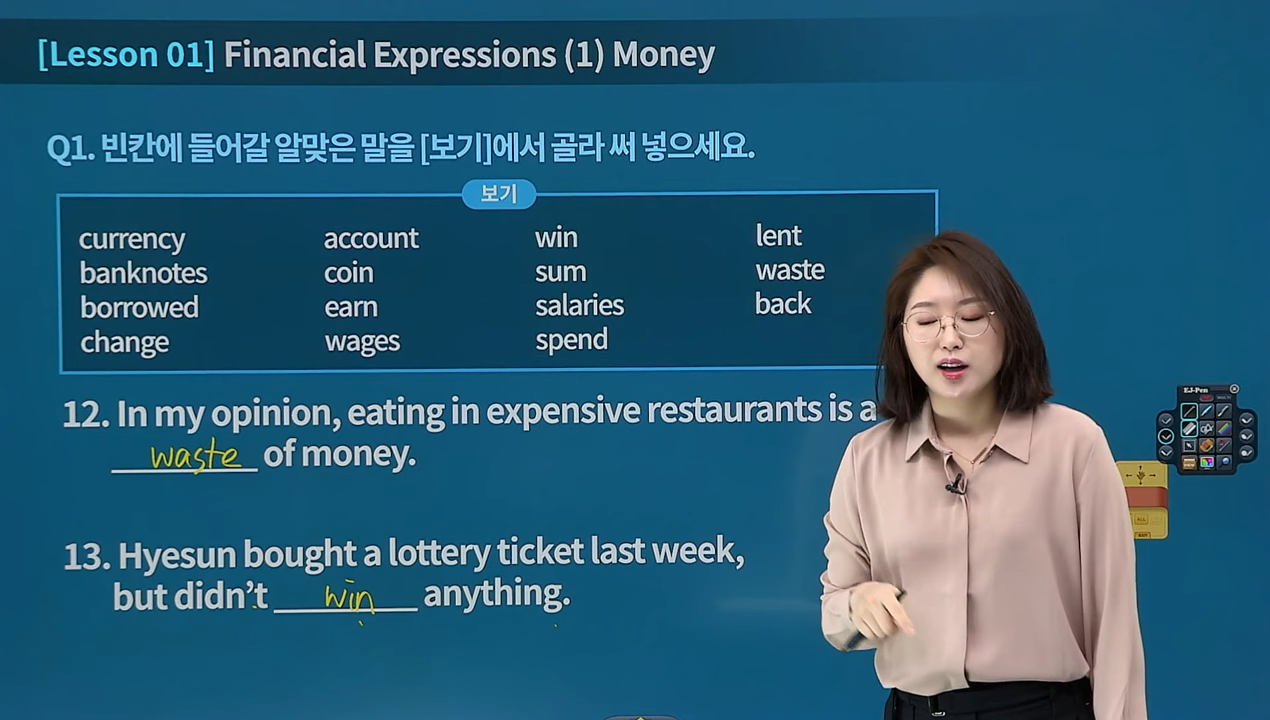 [Lesson 01] Financial Expressions (1) Money
Q1. 빈칸에 들어갈 알맞은 말을 [보기]에서 골라 써 넣으세요.
보기
currency account win lent
banknotes coin sum waste
borrowed earn salaries back
change wages spend
12. In my opinion, eating in expensive restaurants is a
waste of money.
13. Hyesun bought a lottery ticket last week,
but didn't win anything.
EJ-Pen
ALL